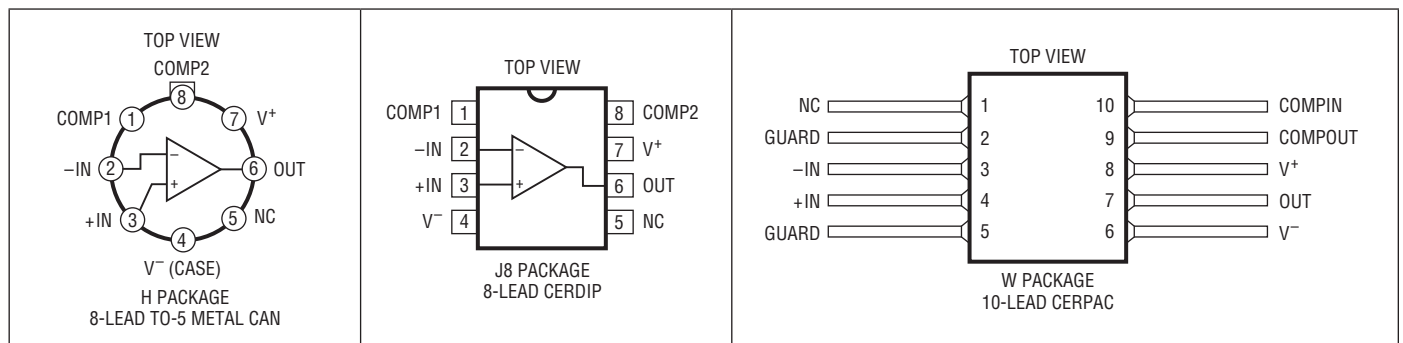 TOP VIEW
COMP2
8
COMP1 1 7 V+
−IN 2 − 6 OUT
+IN 3 + 5 NC
4
V− (CASE)
H PACKAGE
8-LEAD TO-5 METAL CAN
TOP VIEW
COMP1 1 8 COMP2
−IN 2 − 7 V+
+IN 3 + 6 OUT
V− 4 5 NC
J8 PACKAGE
8-LEAD CERDIP
TOP VIEW
NC 1 10 COMPIN
GUARD 2 9 COMPOUT
−IN 3 8 V+
+IN 4 7 OUT
GUARD 5 6 V−
W PACKAGE
10-LEAD CERPAC